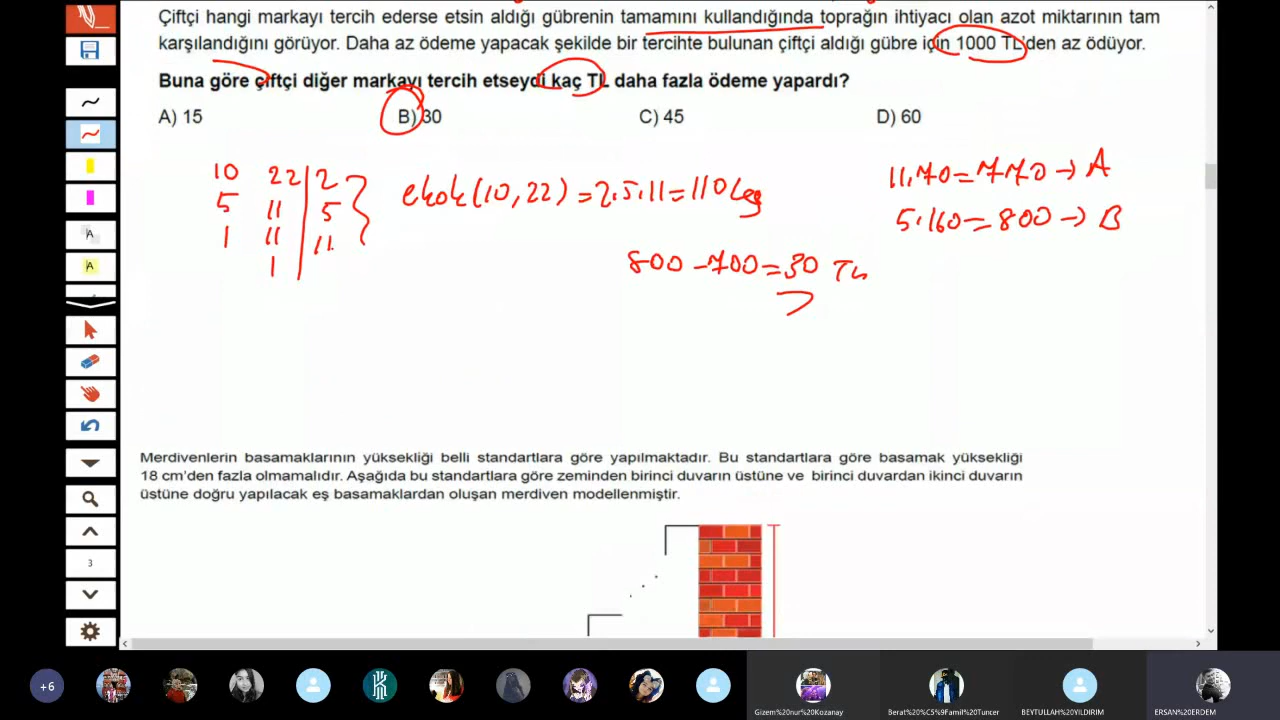 Çiftçi hangi markayı tercih ederse etsin aldığı gübrenin tamamını kullandığında toprağın ihtiyacı olan azot miktarının tam
karşılandığını görüyor. Daha az ödeme yapacak şekilde bir tercihte bulunan çiftçi aldığı gübre için 1000 TL'den az ödüyor.
Buna göre çiftçi diğer markayı tercih etseydi kaç TL daha fazla ödeme yapardı?
A) 15 B) 30 C) 45 D) 60
10 22 2
5 11 5
1 11 11
1
ekok(10,22)=2.5.11=110 kg
11.70=770→A
5.160=800→B
800-700=30 TL
Merdivenlerin basamaklarının yüksekliği belli standartlara göre yapılmaktadır. Bu standartlara göre basamak yüksekliği
18 cm'den fazla olmamalıdır. Aşağıda bu standartlara göre zeminden birinci duvarın üstüne ve birinci duvardan ikinci duvarın
üstüne doğru yapılacak eş basamaklardan oluşan merdiven modellenmiştir.
A
A
3
+6
Gizem%20nur%20Kozanay
Berat%20%C5%9Famil%20Tuncer
BEYTULLAH%20YILDIRIM
ERSAN%20ERDEM